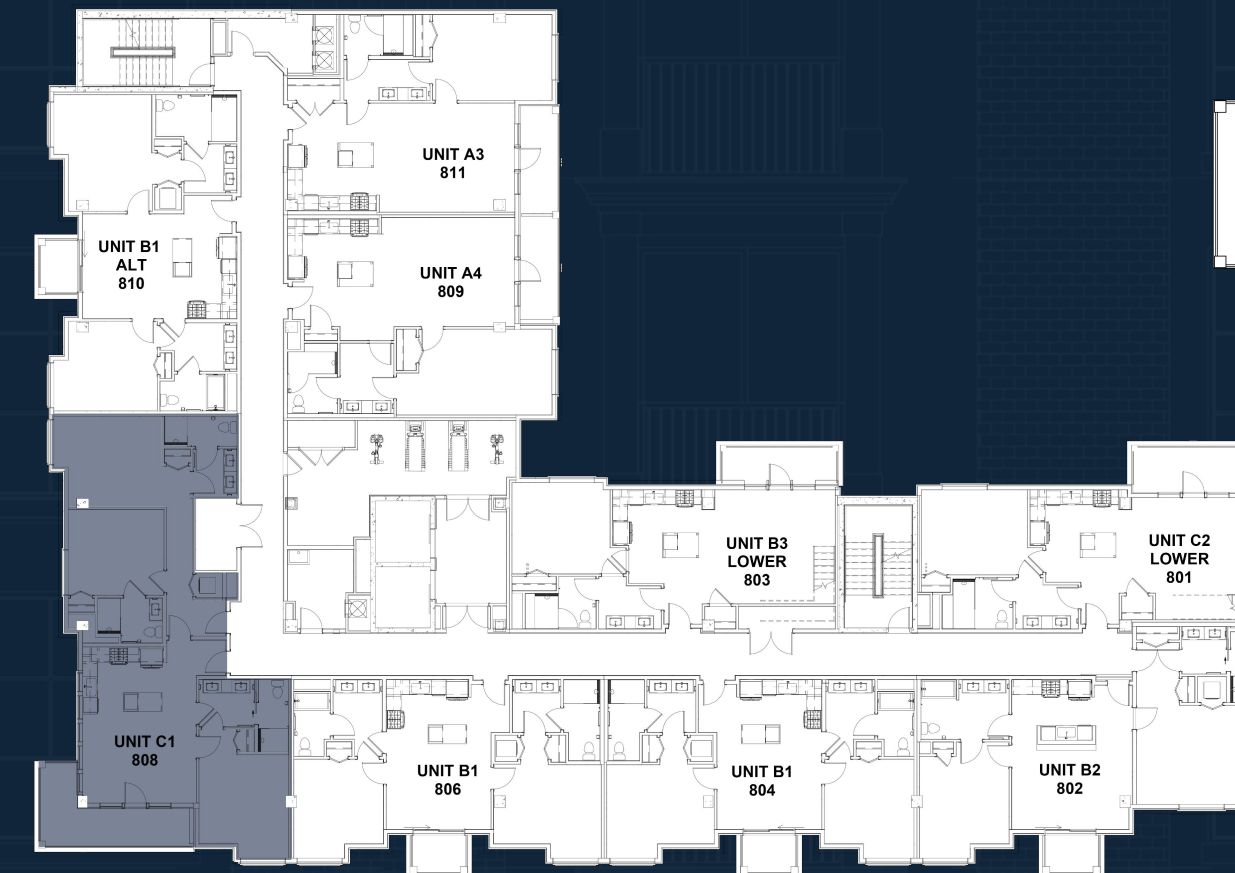 UNIT A3
811
UNIT B1
ALT
810
UNIT A4
809
UNIT B3
LOWER
803
UNIT C2
LOWER
801
UNIT C1
808
UNIT B1
806
UNIT B1
804
UNIT B2
802